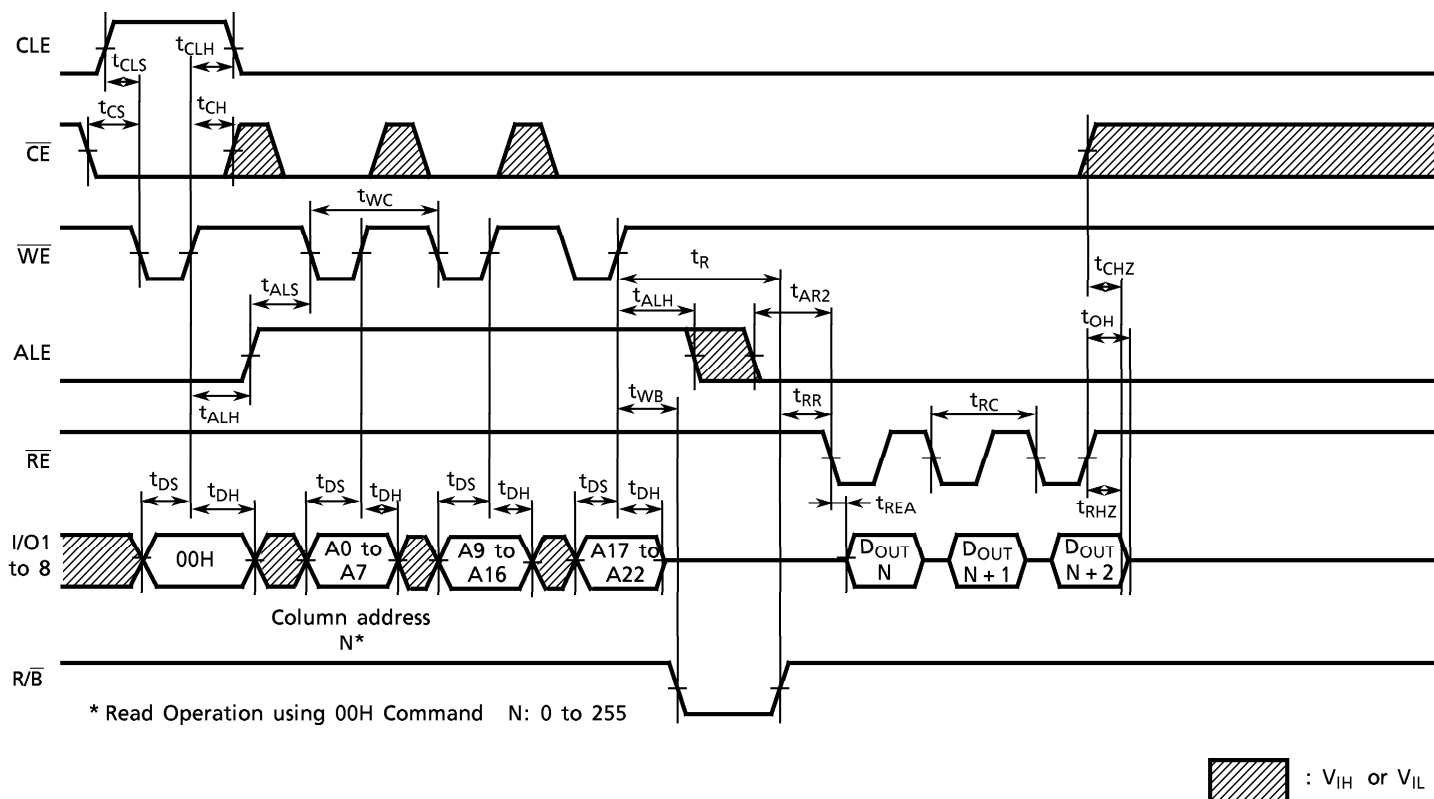 CLE
tCLS
tCLH
tCS
tCH
CE
tWC
WE
tR
tCHZ
tALS
tALH
tAR2
tOH
ALE
tALH
tWB
tRR
tRC
RE
tDS
tDH
tDS
tDH
tDS
tDH
tDS
tDH
tREA
tRHZ
I/O1
to 8
00H
A0 to
A7
A9 to
A16
A17 to
A22
DOUT
N
DOUT
N + 1
DOUT
N + 2
Column address
N*
R/B
* Read Operation using 00H Command N: 0 to 255
: VIH or VIL